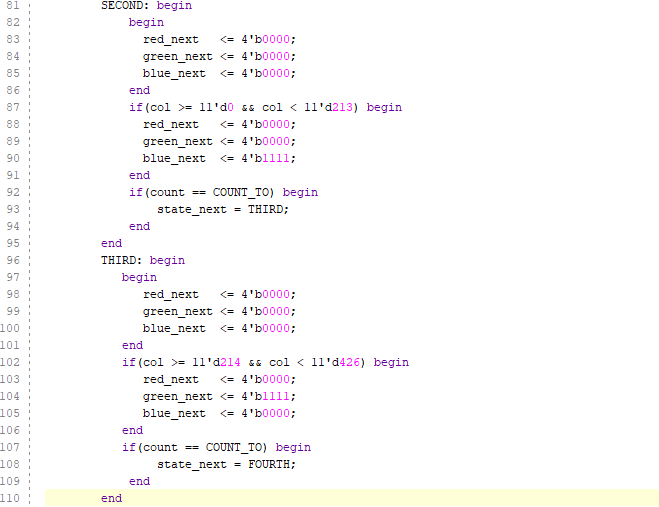 81 SECOND: begin
82 begin
83 red_next <= 4'b0000;
84 green_next <= 4'b0000;
85 blue_next <= 4'b0000;
86 end
87 if(col >= 11'd0 && col < 11'd213) begin
88 red_next <= 4'b0000;
89 green_next <= 4'b0000;
90 blue_next <= 4'b1111;
91 end
92 if(count == COUNT_TO) begin
93 state_next = THIRD;
94 end
95 end
96 THIRD: begin
97 begin
98 red_next <= 4'b0000;
99 green_next <= 4'b0000;
100 blue_next <= 4'b0000;
101 end
102 if(col >= 11'd214 && col < 11'd426) begin
103 red_next <= 4'b0000;
104 green_next <= 4'b1111;
105 blue_next <= 4'b0000;
106 end
107 if(count == COUNT_TO) begin
108 state_next = FOURTH;
109 end
110 end